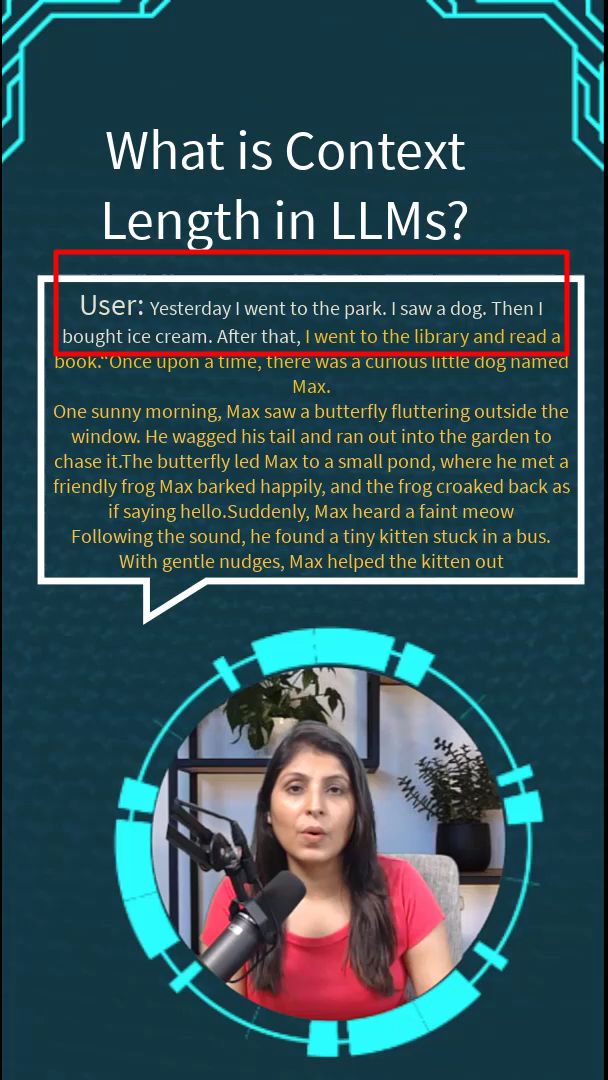 What is Context
Length in LLMs?
User: Yesterday I went to the park. I saw a dog. Then I
bought ice cream. After that, I went to the library and read a
book."Once upon a time, there was a curious little dog named
Max.
One sunny morning, Max saw a butterfly fluttering outside the
window. He wagged his tail and ran out into the garden to
chase it.The butterfly led Max to a small pond, where he met a
friendly frog Max barked happily, and the frog croaked back as
if saying hello.Suddenly, Max heard a faint meow
Following the sound, he found a tiny kitten stuck in a bus.
With gentle nudges, Max helped the kitten out